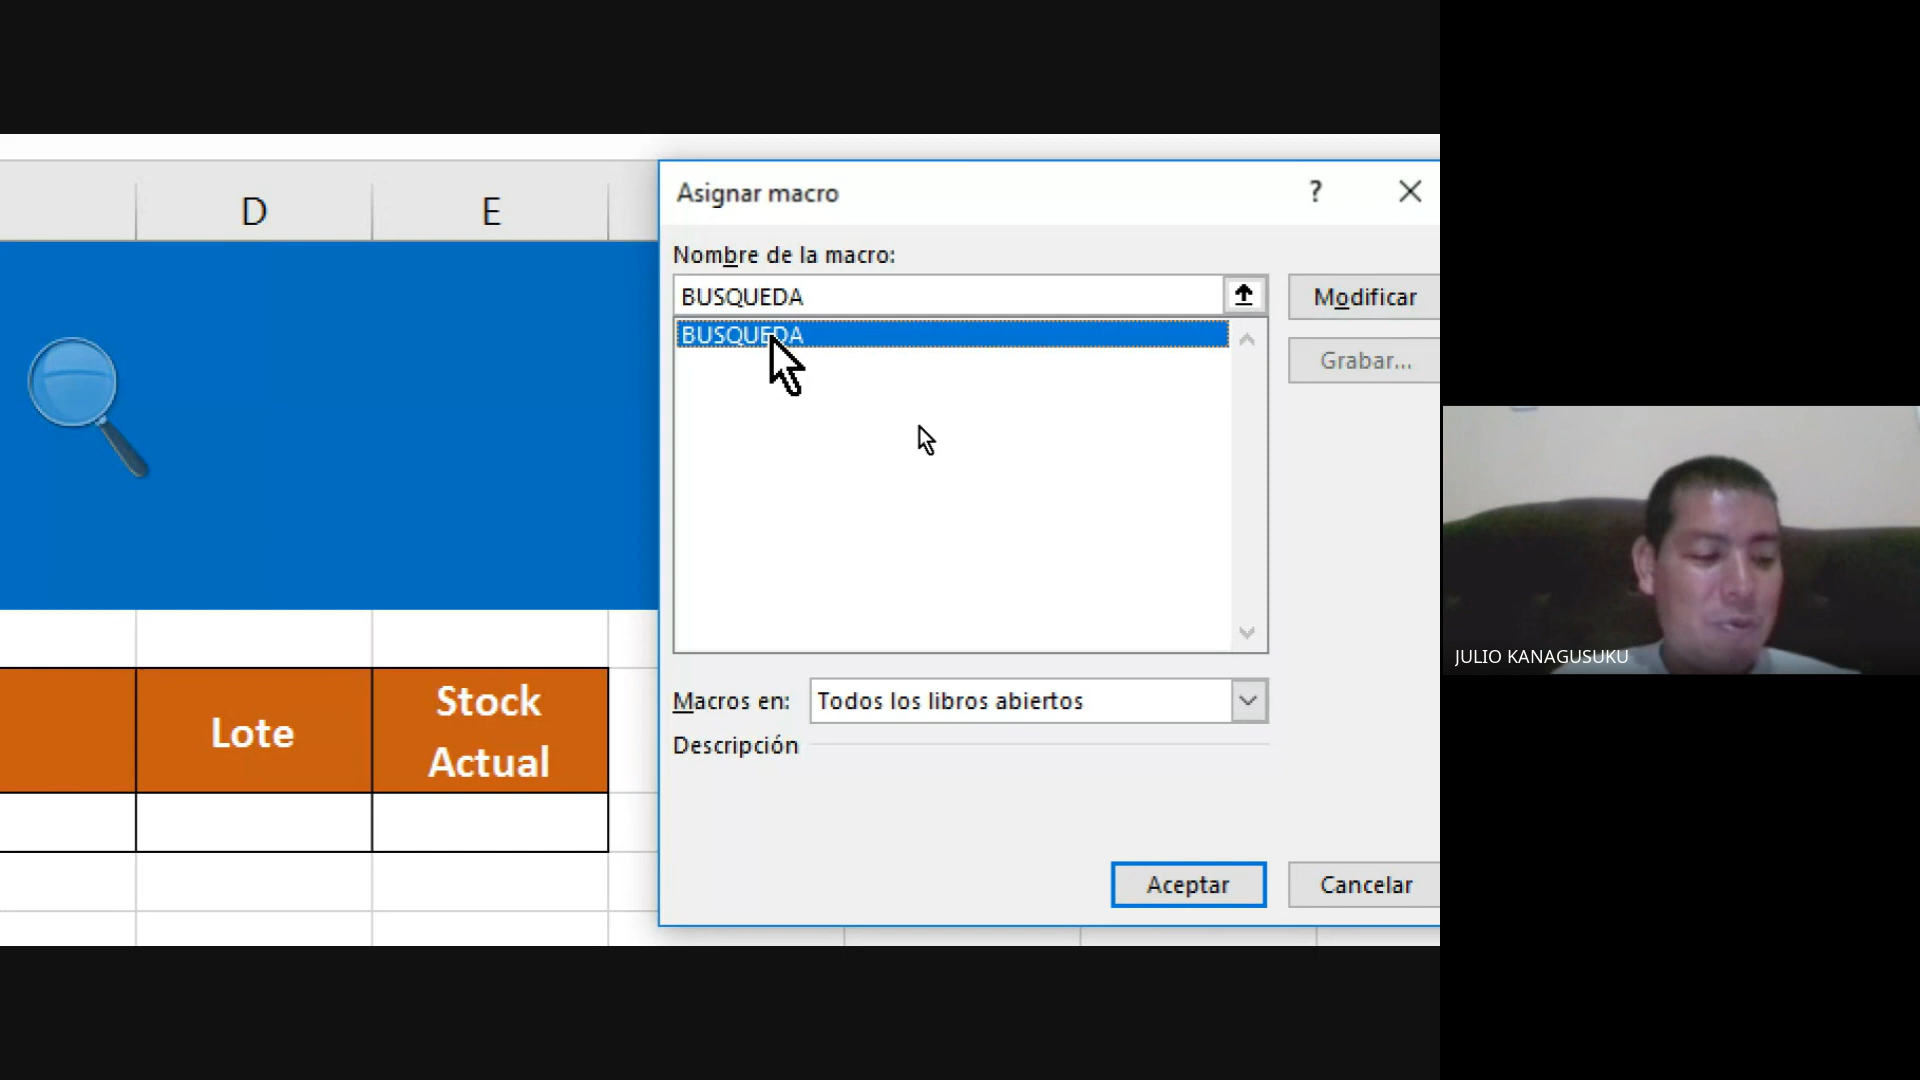 D
E
Asignar macro
?
Nombre de la macro:
BUSQUEDA
Modificar
BUSQUEDA
Grabar...
Lote
Stock
Actual
Macros en:
Todos los libros abiertos
Descripción
Aceptar
Cancelar
JULIO KANAGUSUKU